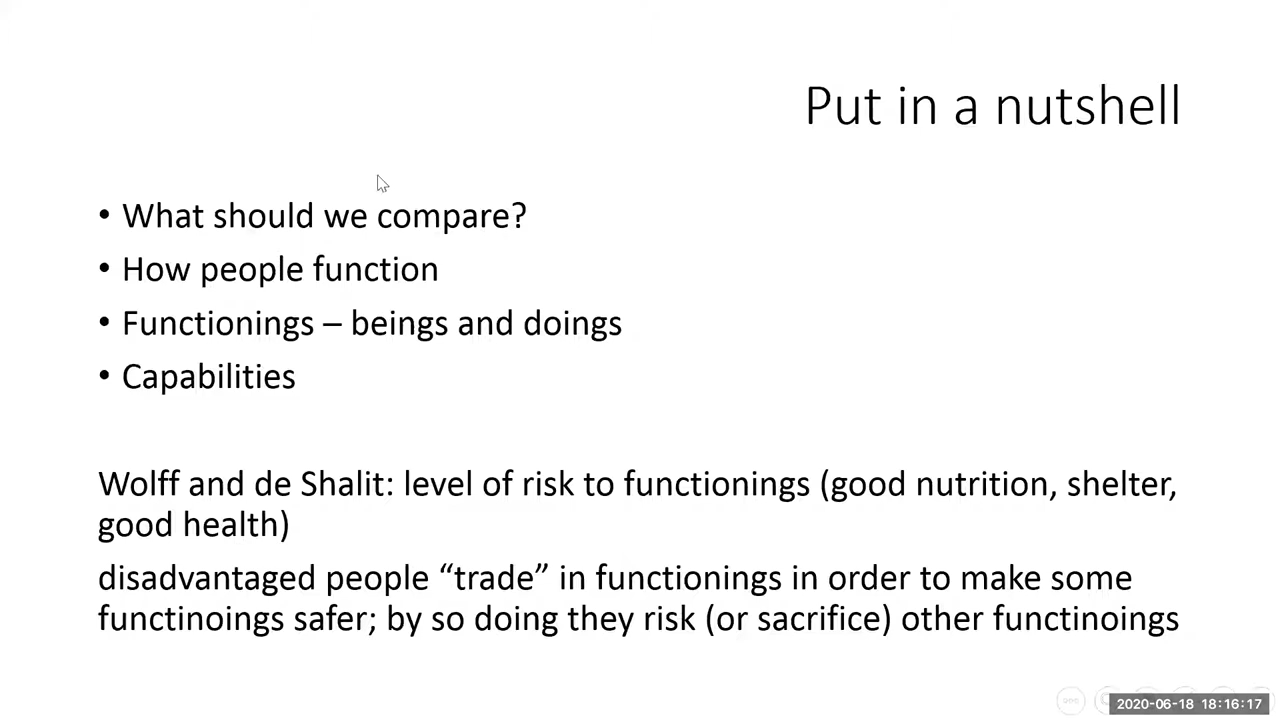 Put in a nutshell
• What should we compare?
• How people function
• Functionings – beings and doings
• Capabilities
Wolff and de Shalit: level of risk to functionings (good nutrition, shelter,
good health)
disadvantaged people “trade” in functionings in order to make some
functinoings safer; by so doing they risk (or sacrifice) other functinoings
2020-06-18 18:16:17